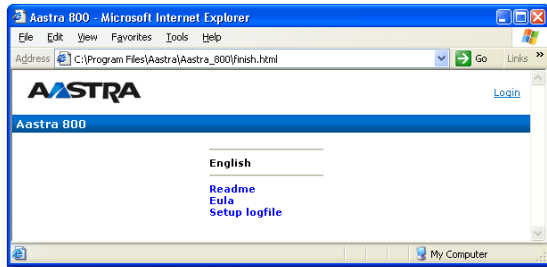 Aastra 800 - Microsoft Internet Explorer
File Edit View Favorites Tools Help
Address C:\Program Files\Aastra\Aastra_800\finish.html Go Links »
AASTRA
Login
Aastra 800
English
Readme
Eula
Setup logfile
My Computer